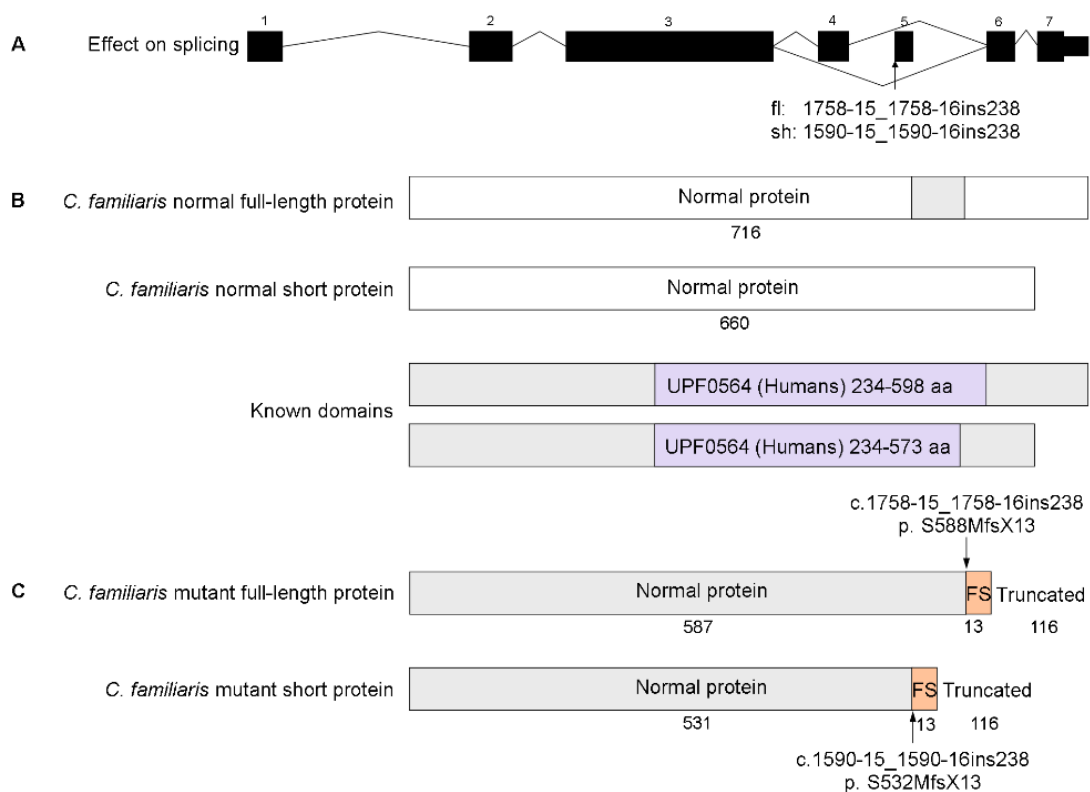 1 2 3 4 5 6 7
A Effect on splicing
fl: 1758-15_1758-16ins238
sh: 1590-15_1590-16ins238
B C. familiaris normal full-length protein Normal protein
716
C. familiaris normal short protein Normal protein
660
Known domains
UPF0564 (Humans) 234-598 aa
UPF0564 (Humans) 234-573 aa
c.1758-15_1758-16ins238
p. S588MfsX13
C C. familiaris mutant full-length protein Normal protein FS Truncated
587 13 116
C. familiaris mutant short protein Normal protein FS Truncated
531 13 116
c.1590-15_1590-16ins238
p. S532MfsX13